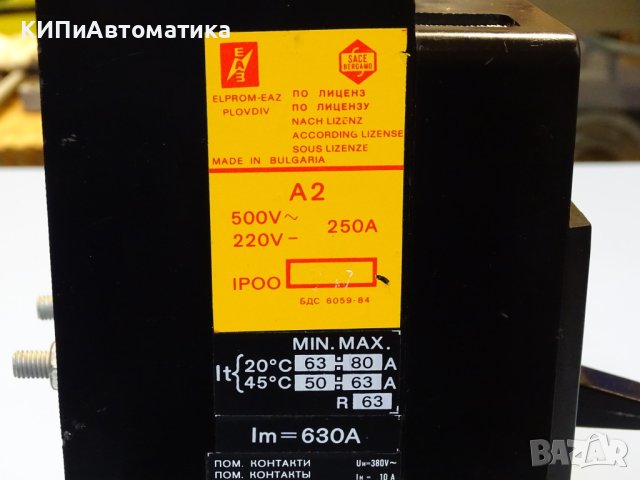 КИПиАвтоматика
ЕАЗ
SACE
BERGAMO
ELPROM-EAZ
PLOVDIV
ПО ЛИЦЕНЗ
ПО ЛИЦЕНЗУ
NACH LIZENZ
ACCORDING LIZENSE
SOUS LIZENZE
MADE IN BULGARIA
A2
500V~
220V-
250A
IPOO
БДС 6059-84
MIN. MAX.
It{20°C 63÷80 A
45°C 50÷63 A
R 63
Im=630A
ПОМ. КОНТАКТИ Uн=380V~
ПОМ. КОНТАКТЫ Iн- 10 A
BAZAR